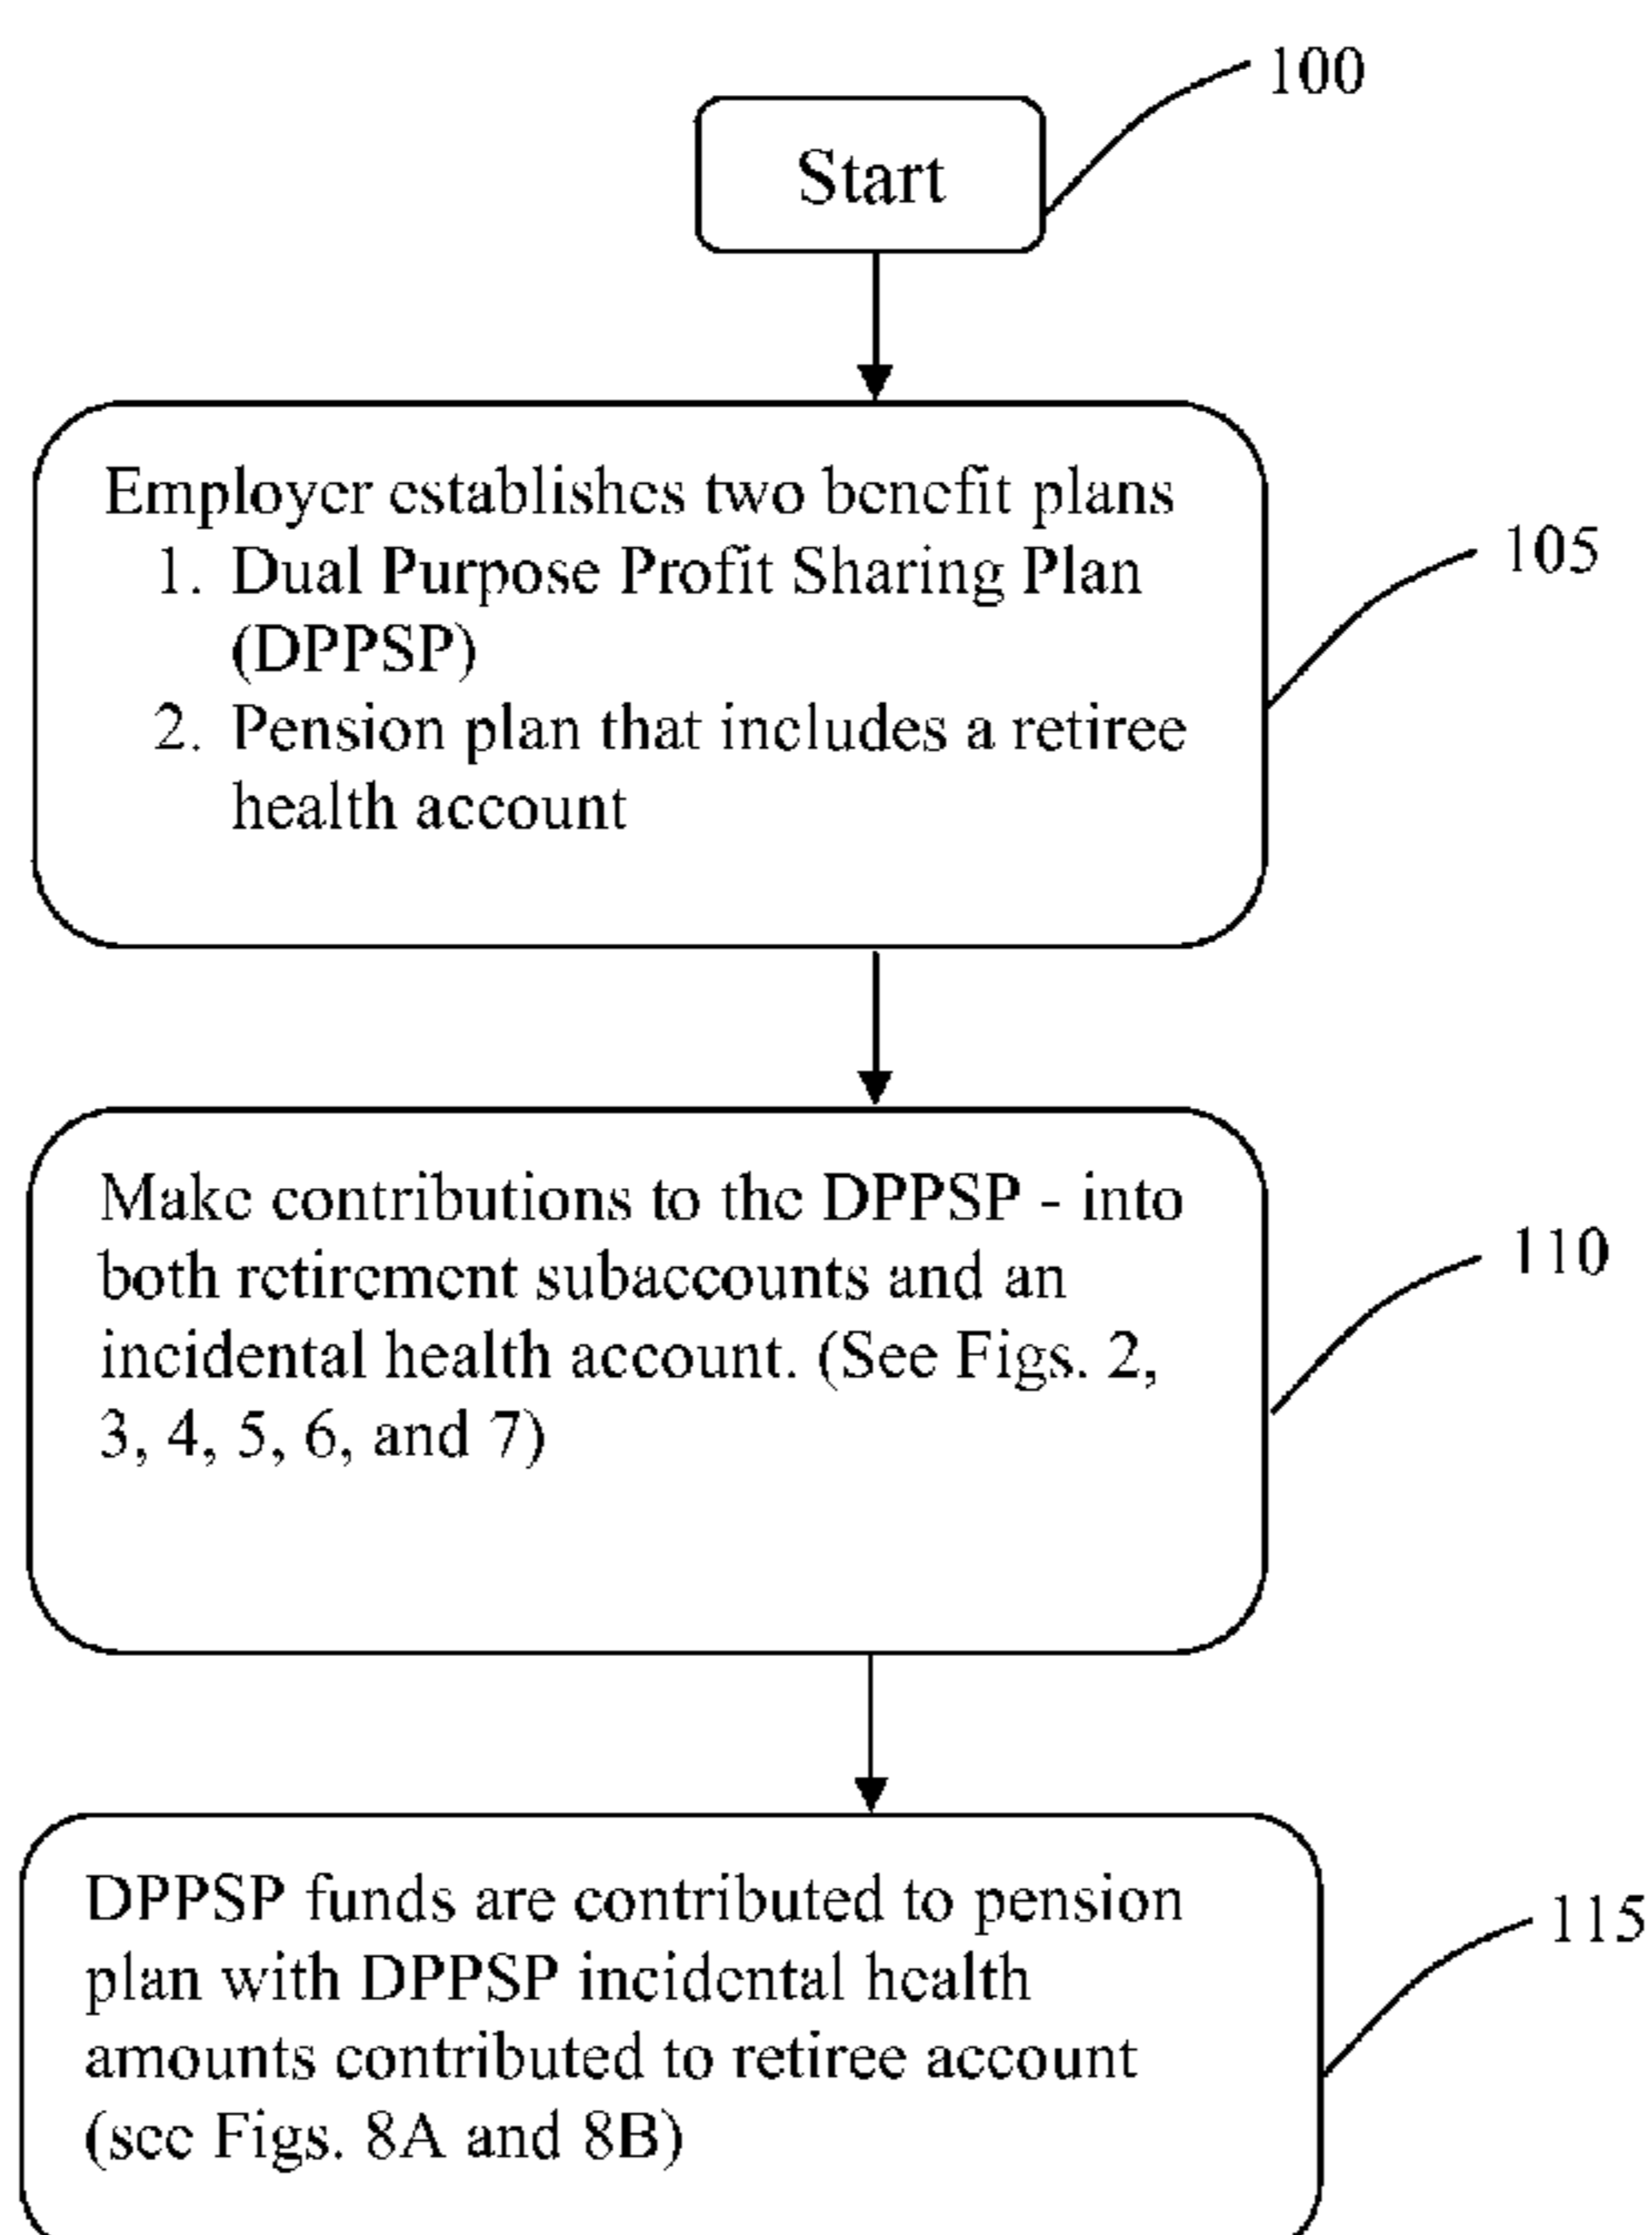 100
Start
Employer establishes two benefit plans
105
1. Dual Purpose Profit Sharing Plan
(DPPSP)
2. Pension plan that includes a retiree
health account
Make contributions to the DPPSP - into
110
both retirement subaccounts and an
incidental health account. (See Figs. 2,
3, 4, 5, 6, and 7)
DPPSP funds are contributed to pension
115
plan with DPPSP incidental health
amounts contributed to retiree account
(see Figs. 8A and 8B)